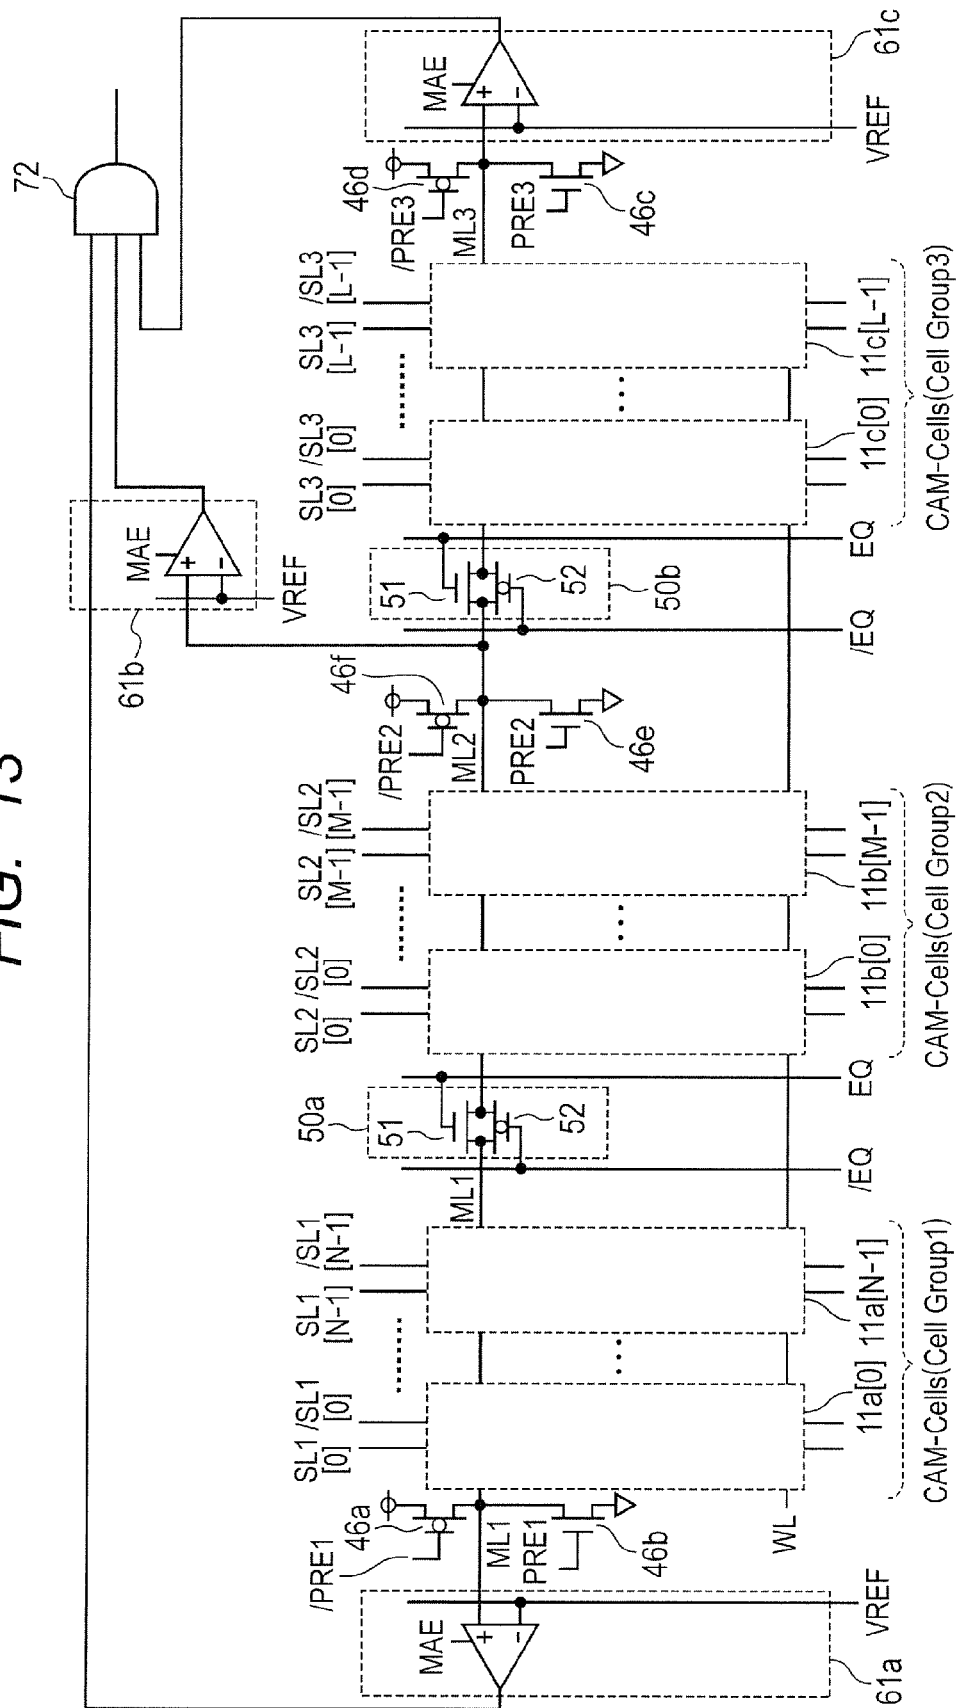 FIG. 13
72
61b
MAE
+
-
VREF
61a
MAE
+
-
VREF
/PRE1
46a
ML1
PRE1
46b
WL
SL1 /SL1
[0] [0]
SL1 /SL1
[N-1] [N-1]
11a[0] 11a[N-1]
CAM-Cells(Cell Group1)
ML1
50a
51
52
/EQ
EQ
SL2 /SL2
[0] [0]
SL2 /SL2
[M-1] [M-1]
11b[0] 11b[M-1]
CAM-Cells(Cell Group2)
/PRE2
46f
ML2
PRE2
46e
51
52
50b
/EQ
EQ
SL3 /SL3
[0] [0]
SL3 /SL3
[L-1] [L-1]
11c[0] 11c[L-1]
CAM-Cells(Cell Group3)
/PRE3
46d
ML3
PRE3
46c
MAE
+
-
VREF
61c